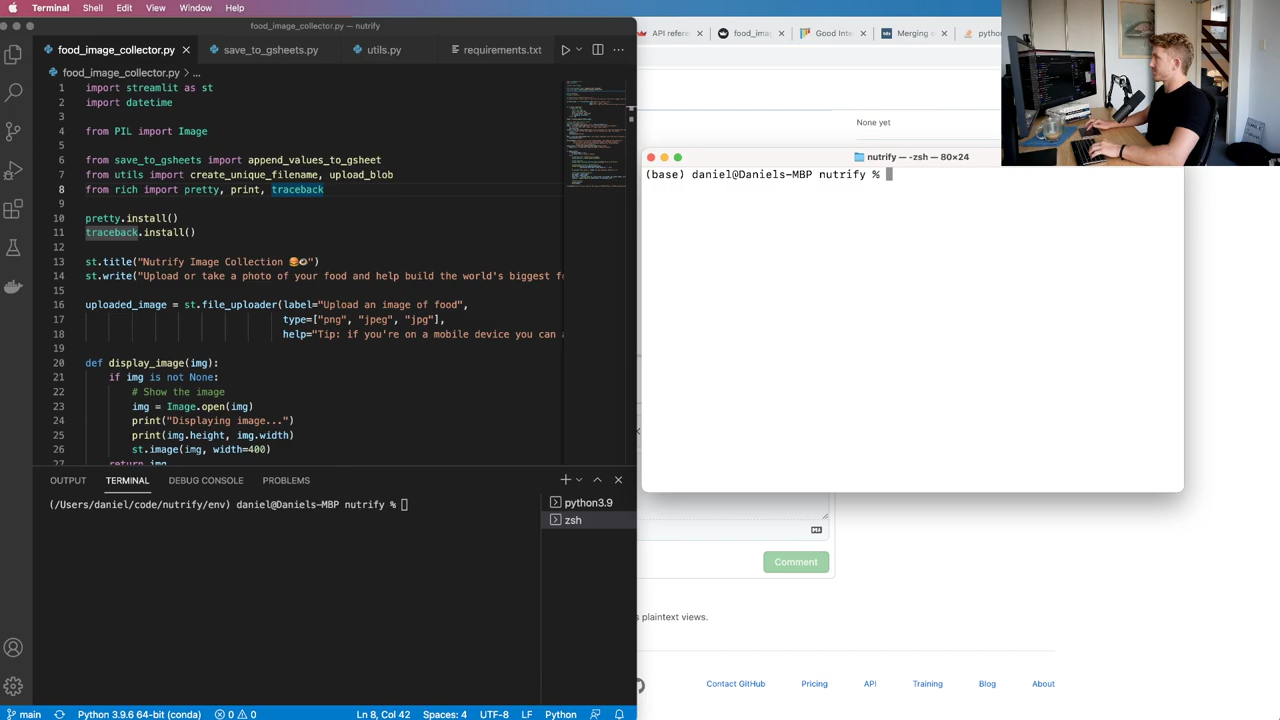 Terminal Shell Edit View Window Help
food_image_collector.py — nutrify
food_image_collector.py save_to_gsheets.py utils.py requirements.txt
API refere food_imag Good Inte Merging o python
food_image_collector.py > ...
1 import streamlit as st
2 import datetime
3
4 from PIL import Image
5
6 from save_to_gsheets import append_values_to_gsheet
7 from utils import create_unique_filename, upload_blob
8 from rich import pretty, print, traceback
9
10 pretty.install()
11 traceback.install()
12
13 st.title("Nutrify Image Collection 🍔👁")
14 st.write("Upload or take a photo of your food and help build the world's biggest f
15
16 uploaded_image = st.file_uploader(label="Upload an image of food",
17 type=["png", "jpeg", "jpg"],
18 help="Tip: if you're on a mobile device you can a
19
20 def display_image(img):
21 if img is not None:
22 # Show the image
23 img = Image.open(img)
24 print("Displaying image...")
25 print(img.height, img.width)
26 st.image(img, width=400)
27 return img
OUTPUT TERMINAL DEBUG CONSOLE PROBLEMS
(/Users/daniel/code/nutrify/env) daniel@Daniels-MBP nutrify %
python3.9
zsh
main Python 3.9.6 64-bit (conda) 0 0 Ln 8, Col 42 Spaces: 4 UTF-8 LF Python
None yet
nutrify — -zsh — 80×24
(base) daniel@Daniels-MBP nutrify %
Comment
s plaintext views.
Contact GitHub Pricing API Training Blog About